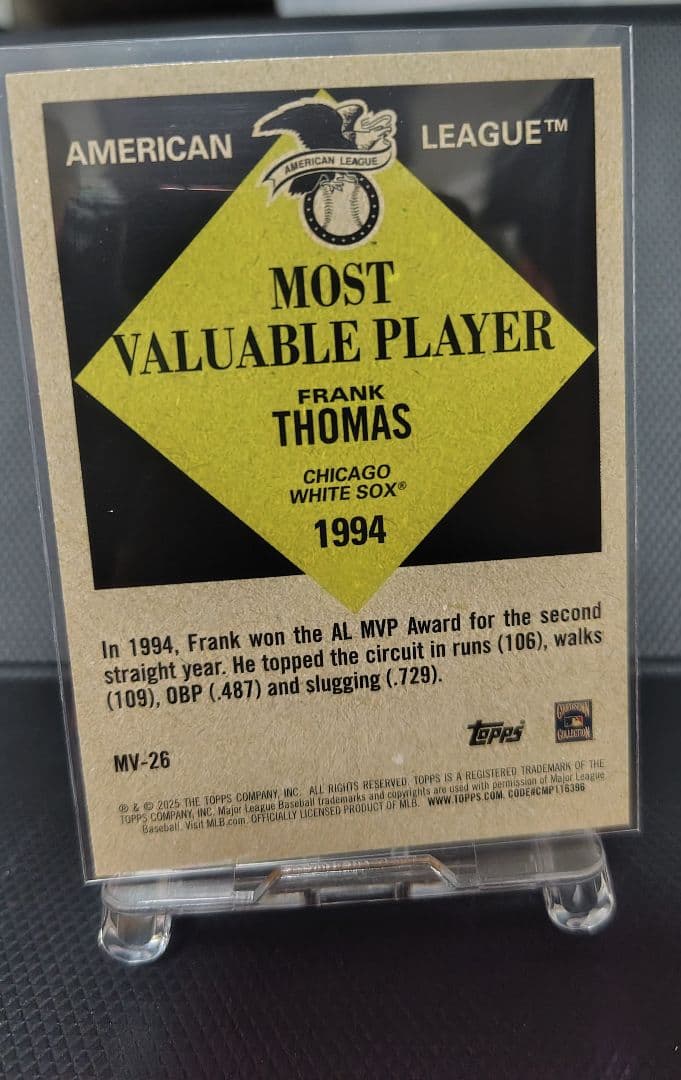 AMERICAN LEAGUE™
AMERICAN LEAGUE
MOST
VALUABLE PLAYER
FRANK
THOMAS
CHICAGO
WHITE SOX®
1994
In 1994, Frank won the AL MVP Award for the second
straight year. He topped the circuit in runs (106), walks
(109), OBP (.487) and slugging (.729).
topps
COOPERSTOWN
COLLECTION
MV-26
® & © 2025 THE TOPPS COMPANY, INC. ALL RIGHTS RESERVED. TOPPS IS A REGISTERED TRADEMARK OF THE
TOPPS COMPANY, INC. Major League Baseball trademarks and copyrights are used with permission of Major League
Baseball. Visit MLB.com. OFFICIALLY LICENSED PRODUCT OF MLB. WWW.TOPPS.COM. CODE#CMP116396